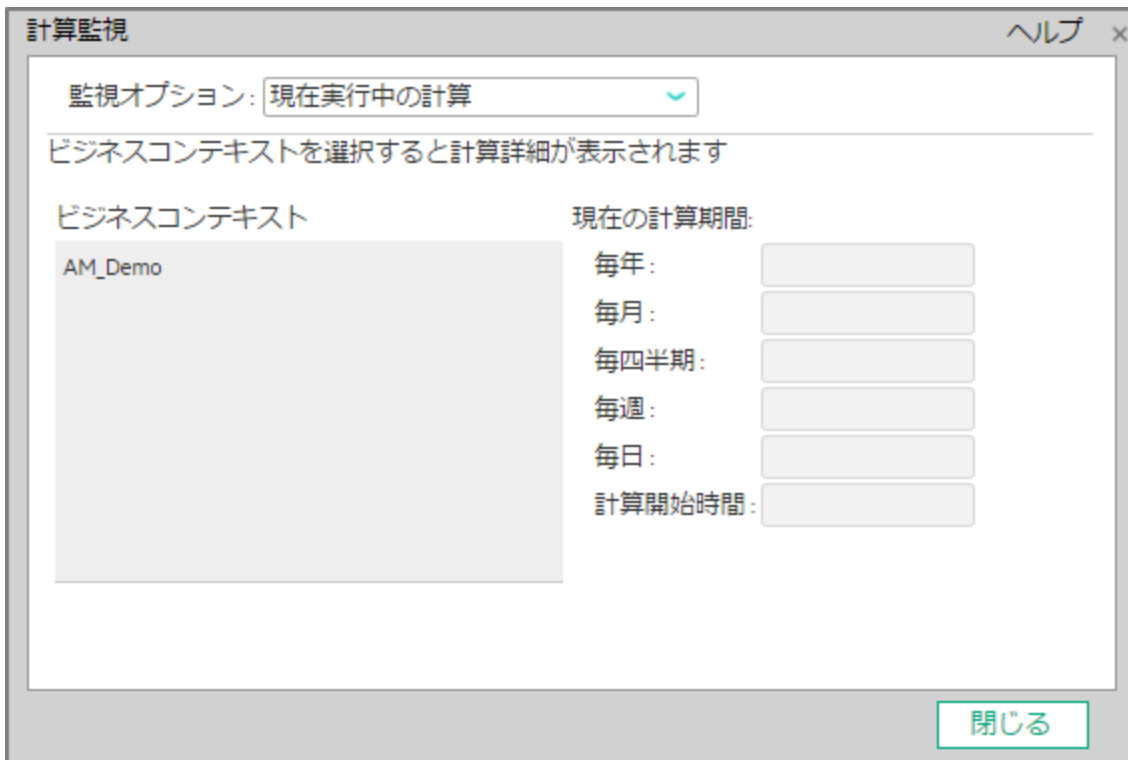 計算監視
ヘルプ ×
監視オプション: 現在実行中の計算
ビジネスコンテキストを選択すると計算詳細が表示されます
ビジネスコンテキスト
AM_Demo
現在の計算期間:
毎年:
毎月:
毎四半期:
毎週:
毎日:
計算開始時間:
閉じる